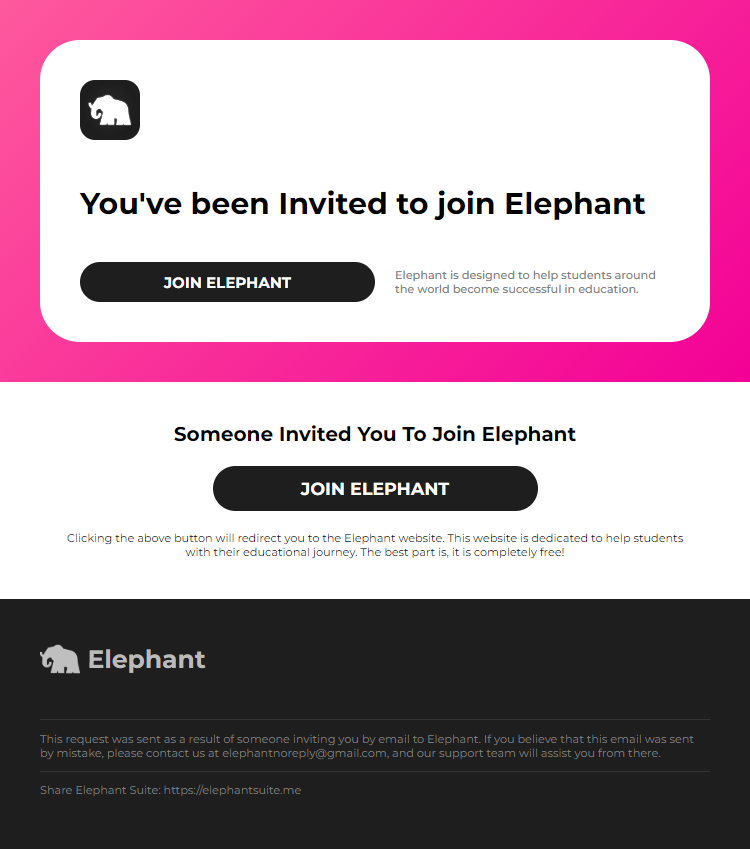 You've been Invited to join Elephant
JOIN ELEPHANT
Elephant is designed to help students around
the world become successful in education.
Someone Invited You To Join Elephant
JOIN ELEPHANT
Clicking the above button will redirect you to the Elephant website. This website is dedicated to help students
with their educational journey. The best part is, it is completely free!
Elephant
This request was sent as a result of someone inviting you by email to Elephant. If you believe that this email was sent
by mistake, please contact us at elephantnoreply@gmail.com, and our support team will assist you from there.
Share Elephant Suite: https://elephantsuite.me